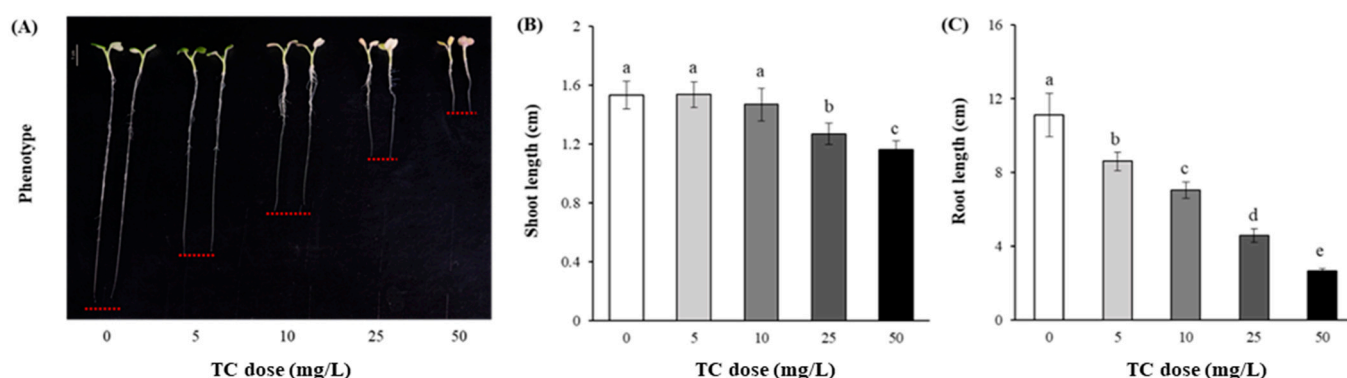 (A)
Phenotype
0 5 10 25 50
TC dose (mg/L)
(B)
Shoot length (cm)
2
1.6
1.2
0.8
0.4
0
a a a b c
0 5 10 25 50
TC dose (mg/L)
(C)
Root length (cm)
16
12
8
4
0
a b c d e
0 5 10 25 50
TC dose (mg/L)